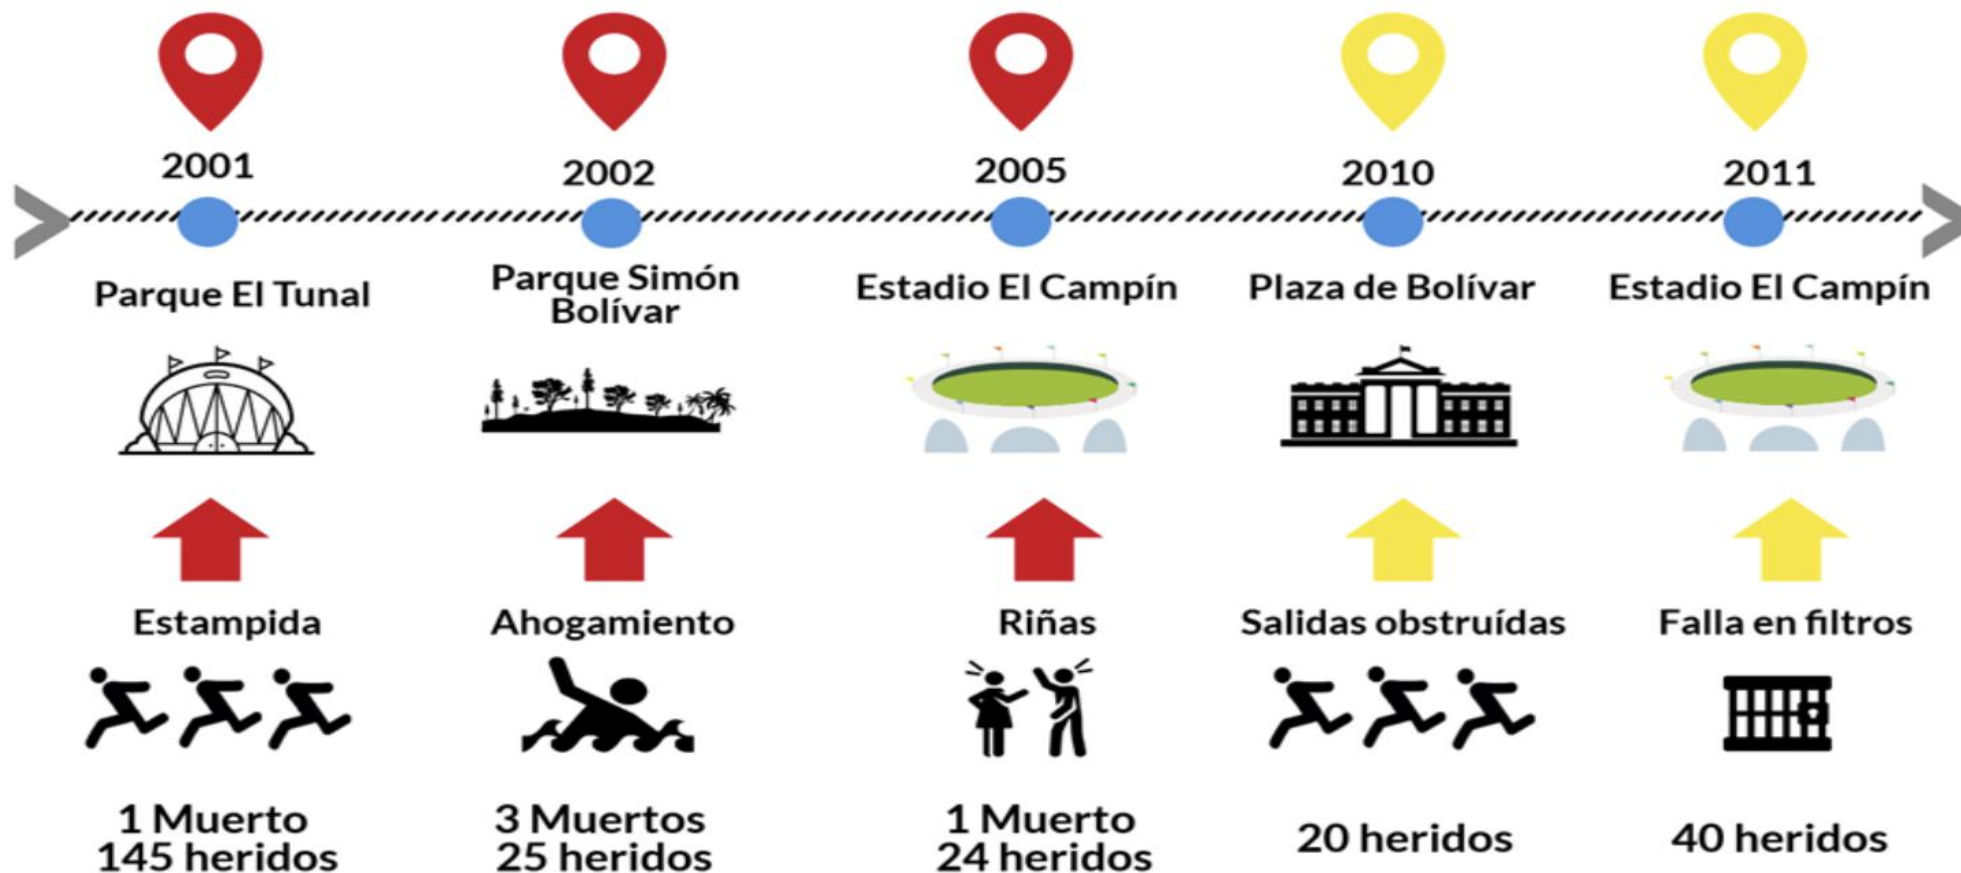 2001
Parque El Tunal
Estampida
1 Muerto
145 heridos
2002
Parque Simón
Bolívar
Ahogamiento
3 Muertos
25 heridos
2005
Estadio El Campín
Riñas
1 Muerto
24 heridos
2010
Plaza de Bolívar
Salidas obstruídas
20 heridos
2011
Estadio El Campín
Falla en filtros
40 heridos